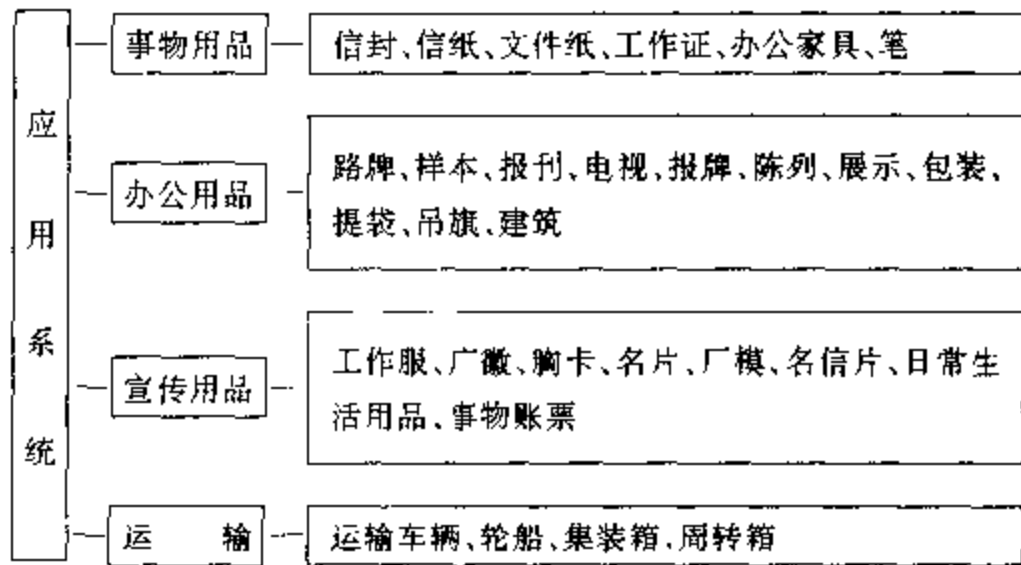 应用系统
事物用品
信封、信纸、文件纸、工作证、办公家具、笔
办公用品
路牌、样本、报刊、电视、报牌、陈列、展示、包装、
提袋、吊旗、建筑
宣传用品
工作服、广徽、胸卡、名片、厂模、名信片、日常生
活用品、事物账票
运输
运输车辆、轮船、集装箱、周转箱